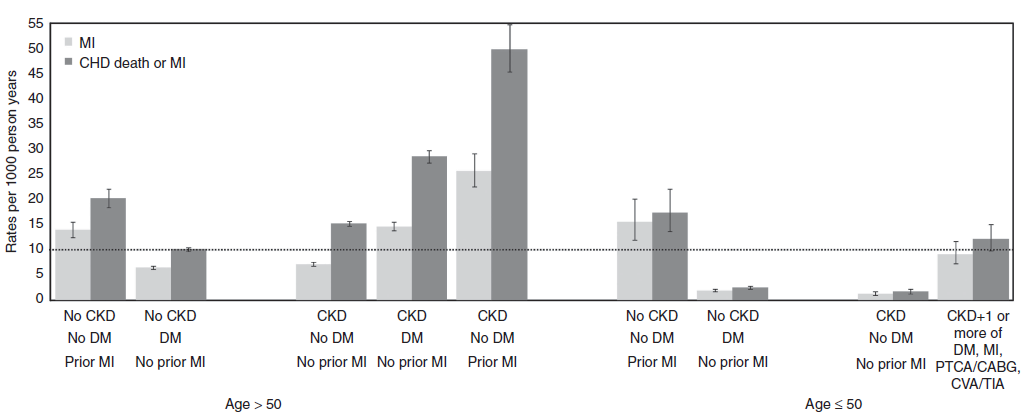 55
50
45
40
35
30
25
20
15
10
5
0
Rates per 1000 person years
MI
CHD death or MI
No CKD
No DM
Prior MI
No CKD
DM
No prior MI
CKD
No DM
No prior MI
CKD
DM
No prior MI
CKD
No DM
Prior MI
No CKD
No DM
Prior MI
No CKD
DM
No prior MI
CKD
No DM
No prior MI
CKD+1 or
more of
DM, MI,
PTCA/CABG,
CVA/TIA
Age > 50
Age ≤ 50